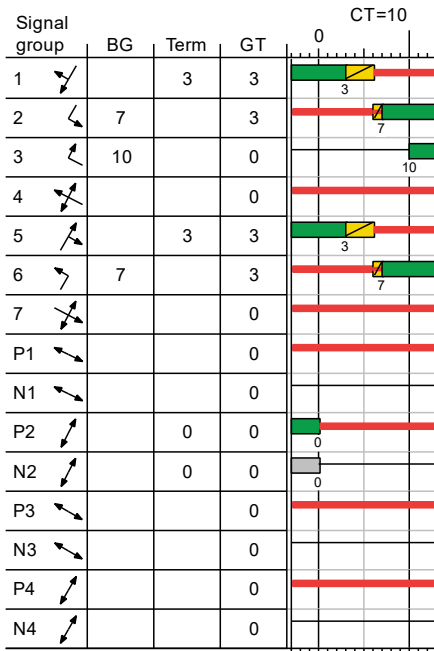 CT=10
Signal
group BG Term GT 0
1 3 3
3
2 7 3
7
3 10 0
10
4 0
5 3 3
3
6 7 3
7
7 0
P1 0
N1 0
P2 0 0
0
N2 0 0
0
P3 0
N3 0
P4 0
N4 0